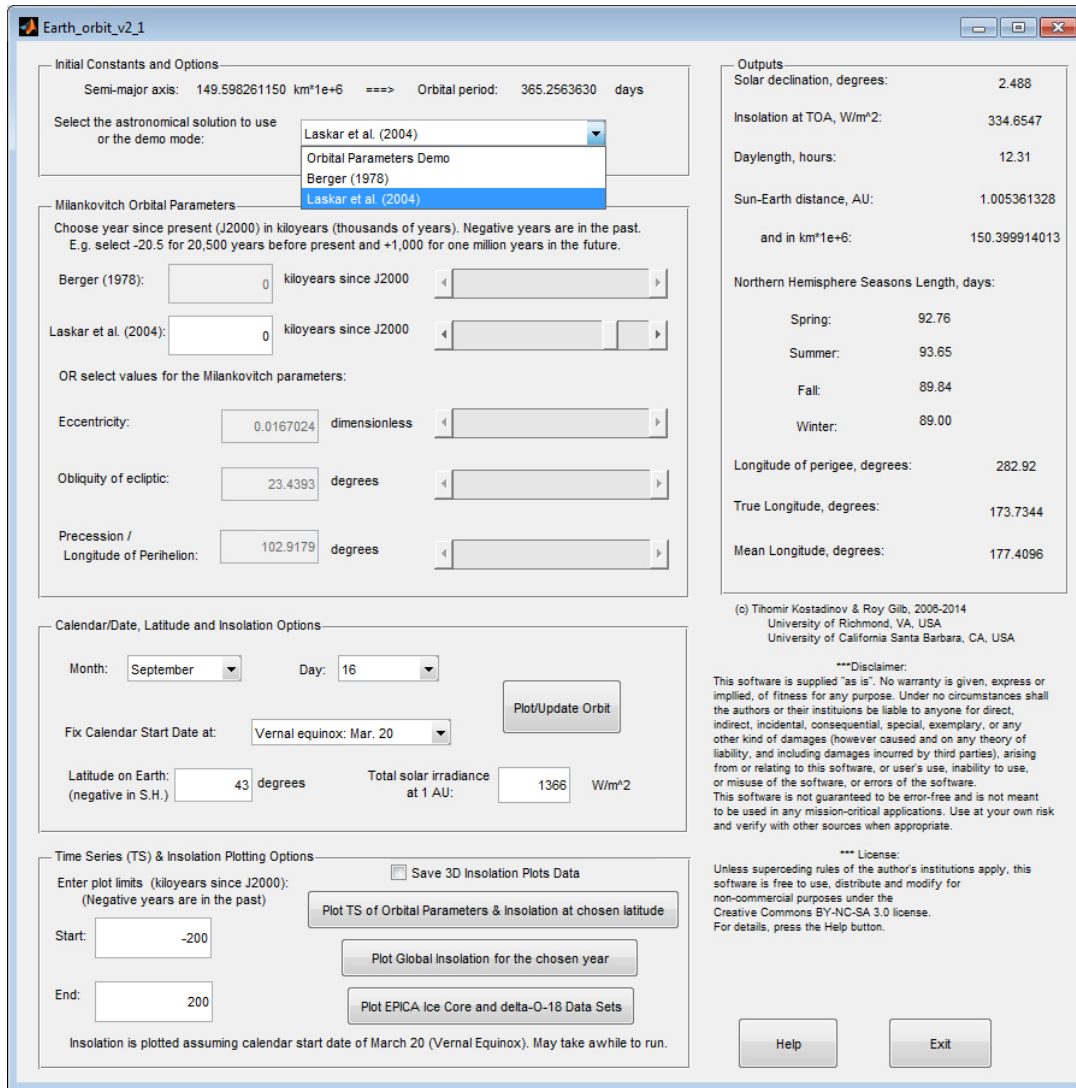 Earth_orbit_v2_1
Initial Constants and Options
Semi-major axis: 149.598261150 km*1e+6 ===> Orbital period: 365.2563630 days
Select the astronomical solution to use
or the demo mode:
Laskar et al. (2004)
Orbital Parameters Demo
Berger (1978)
Laskar et al. (2004)
Milankovitch Orbital Parameters
Choose year since present (J2000) in kiloyears (thousands of years). Negative years are in the past.
E.g. select -20.5 for 20,500 years before present and +1,000 for one million years in the future.
Berger (1978): 0 kiloyears since J2000
Laskar et al. (2004): 0 kiloyears since J2000
OR select values for the Milankovitch parameters:
Eccentricity: 0.0167024 dimensionless
Obliquity of ecliptic: 23.4393 degrees
Precession /
Longitude of Perihelion: 102.9179 degrees
Calendar/Date, Latitude and Insolation Options
Month: September Day: 16
Plot/Update Orbit
Fix Calendar Start Date at: Vernal equinox: Mar. 20
Latitude on Earth:
(negative in S.H.) 43 degrees
Total solar irradiance
at 1 AU: 1366 W/m^2
Time Series (TS) & Insolation Plotting Options
Enter plot limits (kiloyears since J2000):
(Negative years are in the past)
Save 3D Insolation Plots Data
Plot TS of Orbital Parameters & Insolation at chosen latitude
Start: -200
Plot Global Insolation for the chosen year
End: 200
Plot EPICA Ice Core and delta-O-18 Data Sets
Insolation is plotted assuming calendar start date of March 20 (Vernal Equinox). May take awhile to run.
Outputs
Solar declination, degrees: 2.488
Insolation at TOA, W/m^2: 334.6547
Daylength, hours: 12.31
Sun-Earth distance, AU: 1.005361328
and in km*1e+6: 150.399914013
Northern Hemisphere Seasons Length, days:
Spring: 92.76
Summer: 93.65
Fall: 89.84
Winter: 89.00
Longitude of perigee, degrees: 282.92
True Longitude, degrees: 173.7344
Mean Longitude, degrees: 177.4096
(c) Tihomir Kostadinov & Roy Gilb, 2006-2014
University of Richmond, VA, USA
University of California Santa Barbara, CA, USA
***Disclaimer:
This software is supplied "as is". No warranty is given, express or
impllied, of fitness for any purpose. Under no circumstances shall
the authors or their instituions be liable to anyone for direct,
indirect, incidental, consequential, special, exemplary, or any
other kind of damages (however caused and on any theory of
liability, and including damages incurred by third parties), arising
from or relating to this software, or user's use, inability to use,
or misuse of the software, or errors of the software.
This software is not guaranteed to be error-free and is not meant
to be used in any mission-critical applications. Use at your own risk
and verify with other sources when appropriate.
*** License:
Unless superceding rules of the author's institutions apply, this
software is free to use, distribute and modify for
non-commercial purposes under the
Creative Commons BY-NC-SA 3.0 license.
For details, press the Help button.
Help
Exit